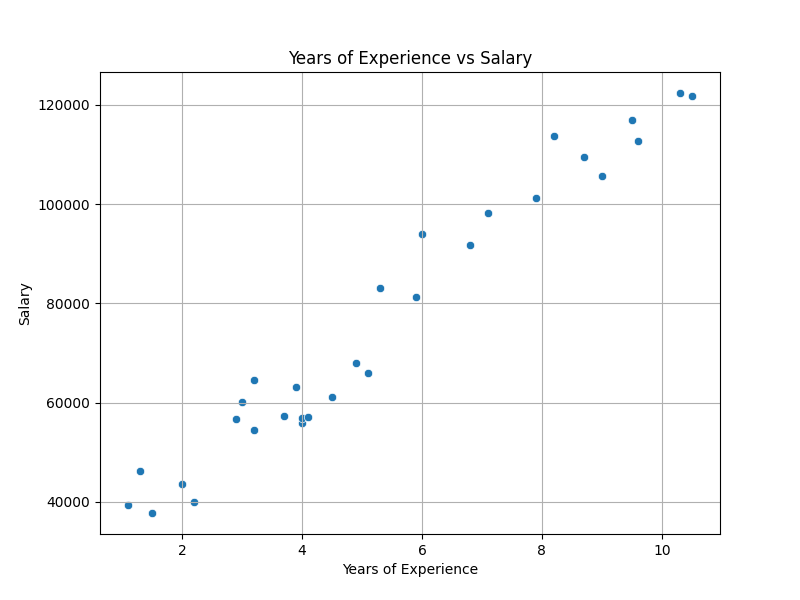 Years of Experience vs Salary
Salary
120000
100000
80000
60000
40000
2 4 6 8 10
Years of Experience